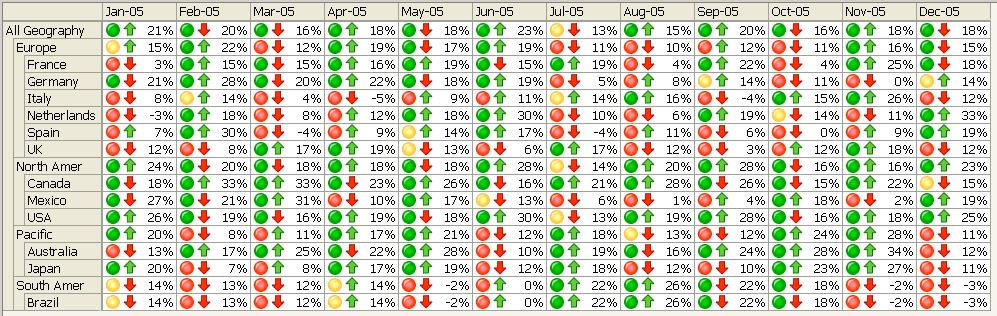 Jan-05 Feb-05 Mar-05 Apr-05 May-05 Jun-05 Jul-05 Aug-05 Sep-05 Oct-05 Nov-05 Dec-05
All Geography 21% 20% 16% 18% 18% 23% 13% 15% 20% 16% 18% 18%
Europe 15% 22% 12% 19% 17% 19% 11% 10% 12% 11% 16% 15%
France 3% 15% 15% 16% 19% 15% 19% 4% 22% 4% 25% 18%
Germany 21% 28% 20% 22% 18% 19% 5% 8% 14% 11% 0% 14%
Italy 8% 14% 4% -5% 9% 11% 14% 16% -4% 15% 26% 12%
Netherlands -3% 18% 8% 12% 18% 30% 10% 6% 19% 14% 11% 33%
Spain 7% 30% -4% 9% 14% 17% -4% 11% 6% 0% 9% 19%
UK 12% 8% 17% 19% 13% 6% 17% 12% 3% 12% 18% 12%
North Amer 24% 20% 18% 18% 18% 28% 14% 20% 28% 16% 16% 23%
Canada 18% 33% 33% 23% 26% 16% 21% 28% 26% 15% 22% 15%
Mexico 27% 21% 31% 10% 17% 13% 6% 1% 4% 18% 2% 19%
USA 26% 19% 16% 19% 18% 30% 13% 19% 28% 16% 18% 25%
Pacific 20% 8% 11% 17% 21% 12% 18% 13% 12% 24% 28% 11%
Australia 13% 17% 25% 22% 28% 10% 19% 16% 24% 28% 34% 12%
Japan 20% 7% 8% 17% 19% 12% 18% 12% 10% 23% 27% 11%
South Amer 14% 13% 12% 14% -2% 0% 22% 26% 22% 18% -2% -3%
Brazil 14% 13% 12% 14% -2% 0% 22% 26% 22% 18% -2% -3%